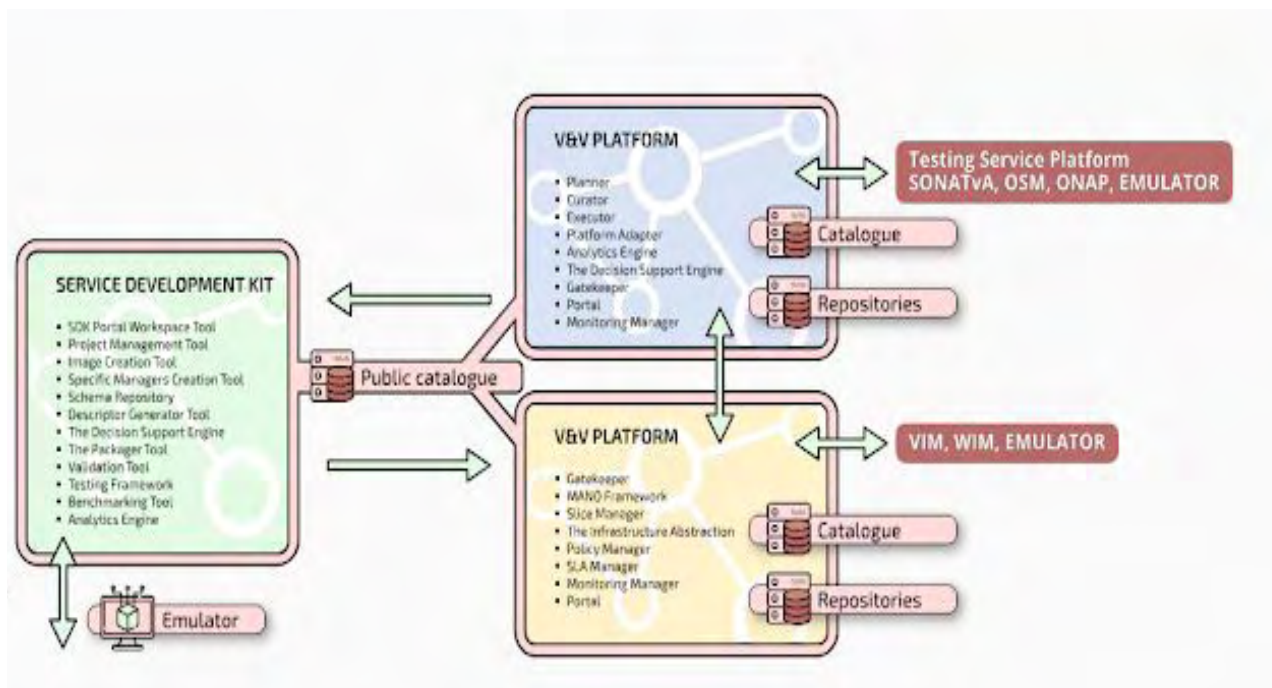 V&V PLATFORM
• Planner
• Curator
• Executor
• Platform Adapter
• Analytics Engine
• The Decision Support Engine
• Gatekeeper
• Portal
• Monitoring Manager
Testing Service Platform
SONATvA, OSM, ONAP, EMULATOR
Catalogue
Repositories
SERVICE DEVELOPMENT KIT
• SDK Portal Workspace Tool
• Project Management Tool
• Image Creation Tool
• Specific Managers Creation Tool
• Schema Repository
• Descriptor Generator Tool
• The Decision Support Engine
• The Packager Tool
• Validation Tool
• Testing Framework
• Benchmarking Tool
• Analytics Engine
Public catalogue
V&V PLATFORM
• Gatekeeper
• MANO Framework
• Slice Manager
• The Infrastructure Abstraction
• Policy Manager
• SLA Manager
• Monitoring Manager
• Portal
VIM, WIM, EMULATOR
Catalogue
Repositories
Emulator